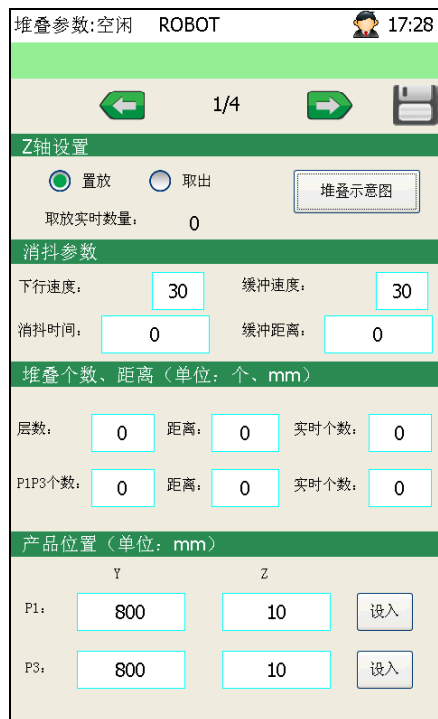 堆叠参数:空闲 ROBOT 17:28
1/4
Z轴设置
置放 取出 堆叠示意图
取放实时数量: 0
消抖参数
下行速度: 30 缓冲速度: 30
消抖时间: 0 缓冲距离: 0
堆叠个数、距离（单位: 个、mm）
层数: 0 距离: 0 实时个数: 0
P1P3个数: 0 距离: 0 实时个数: 0
产品位置（单位: mm）
Y Z
P1: 800 10 设入
P3: 800 10 设入